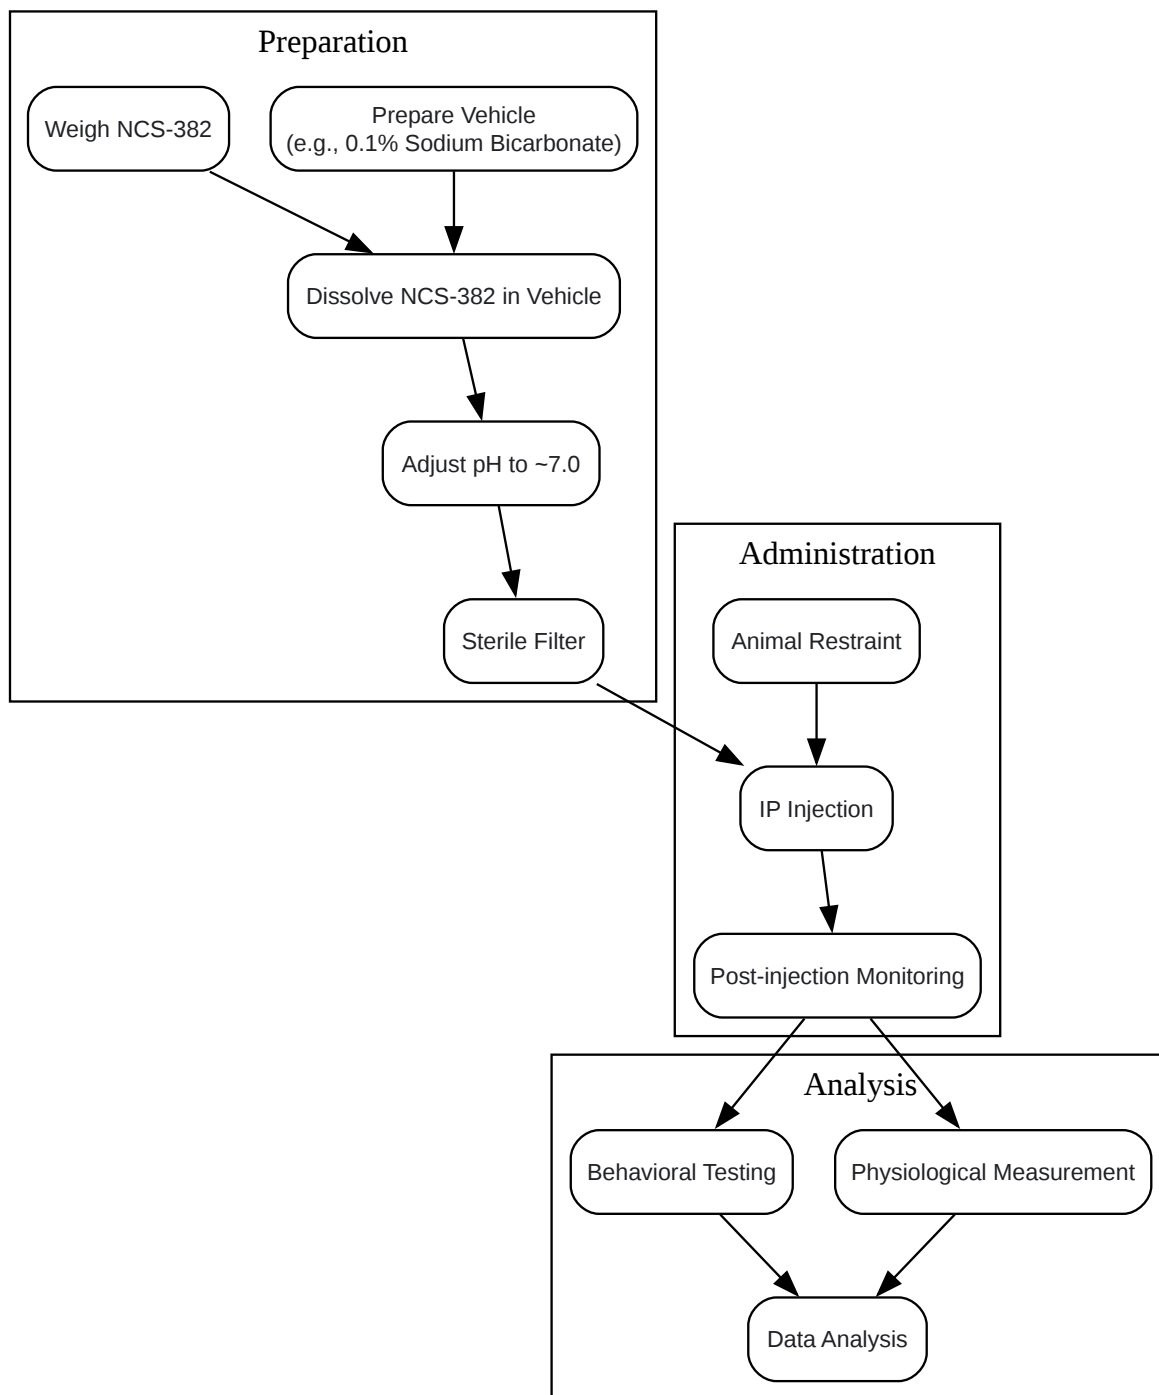 Preparation
Weigh NCS-382
Prepare Vehicle
(e.g., 0.1% Sodium Bicarbonate)
Dissolve NCS-382 in Vehicle
Adjust pH to ~7.0
Sterile Filter
Administration
Animal Restraint
IP Injection
Post-injection Monitoring
Analysis
Behavioral Testing
Physiological Measurement
Data Analysis